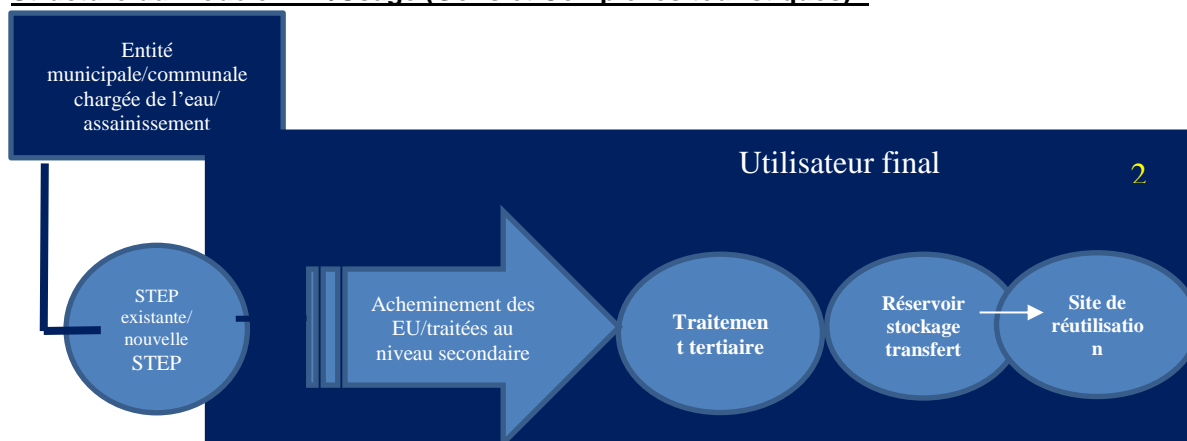 Entité
municipale/communale
chargée de l'eau/
assainissement
Utilisateur final
2
STEP
existante/
nouvelle
STEP
Acheminement des
EU/traitées au
niveau secondaire
Traitemen
t tertiaire
Réservoir
stockage
transfert
Site de
réutilisatio
n